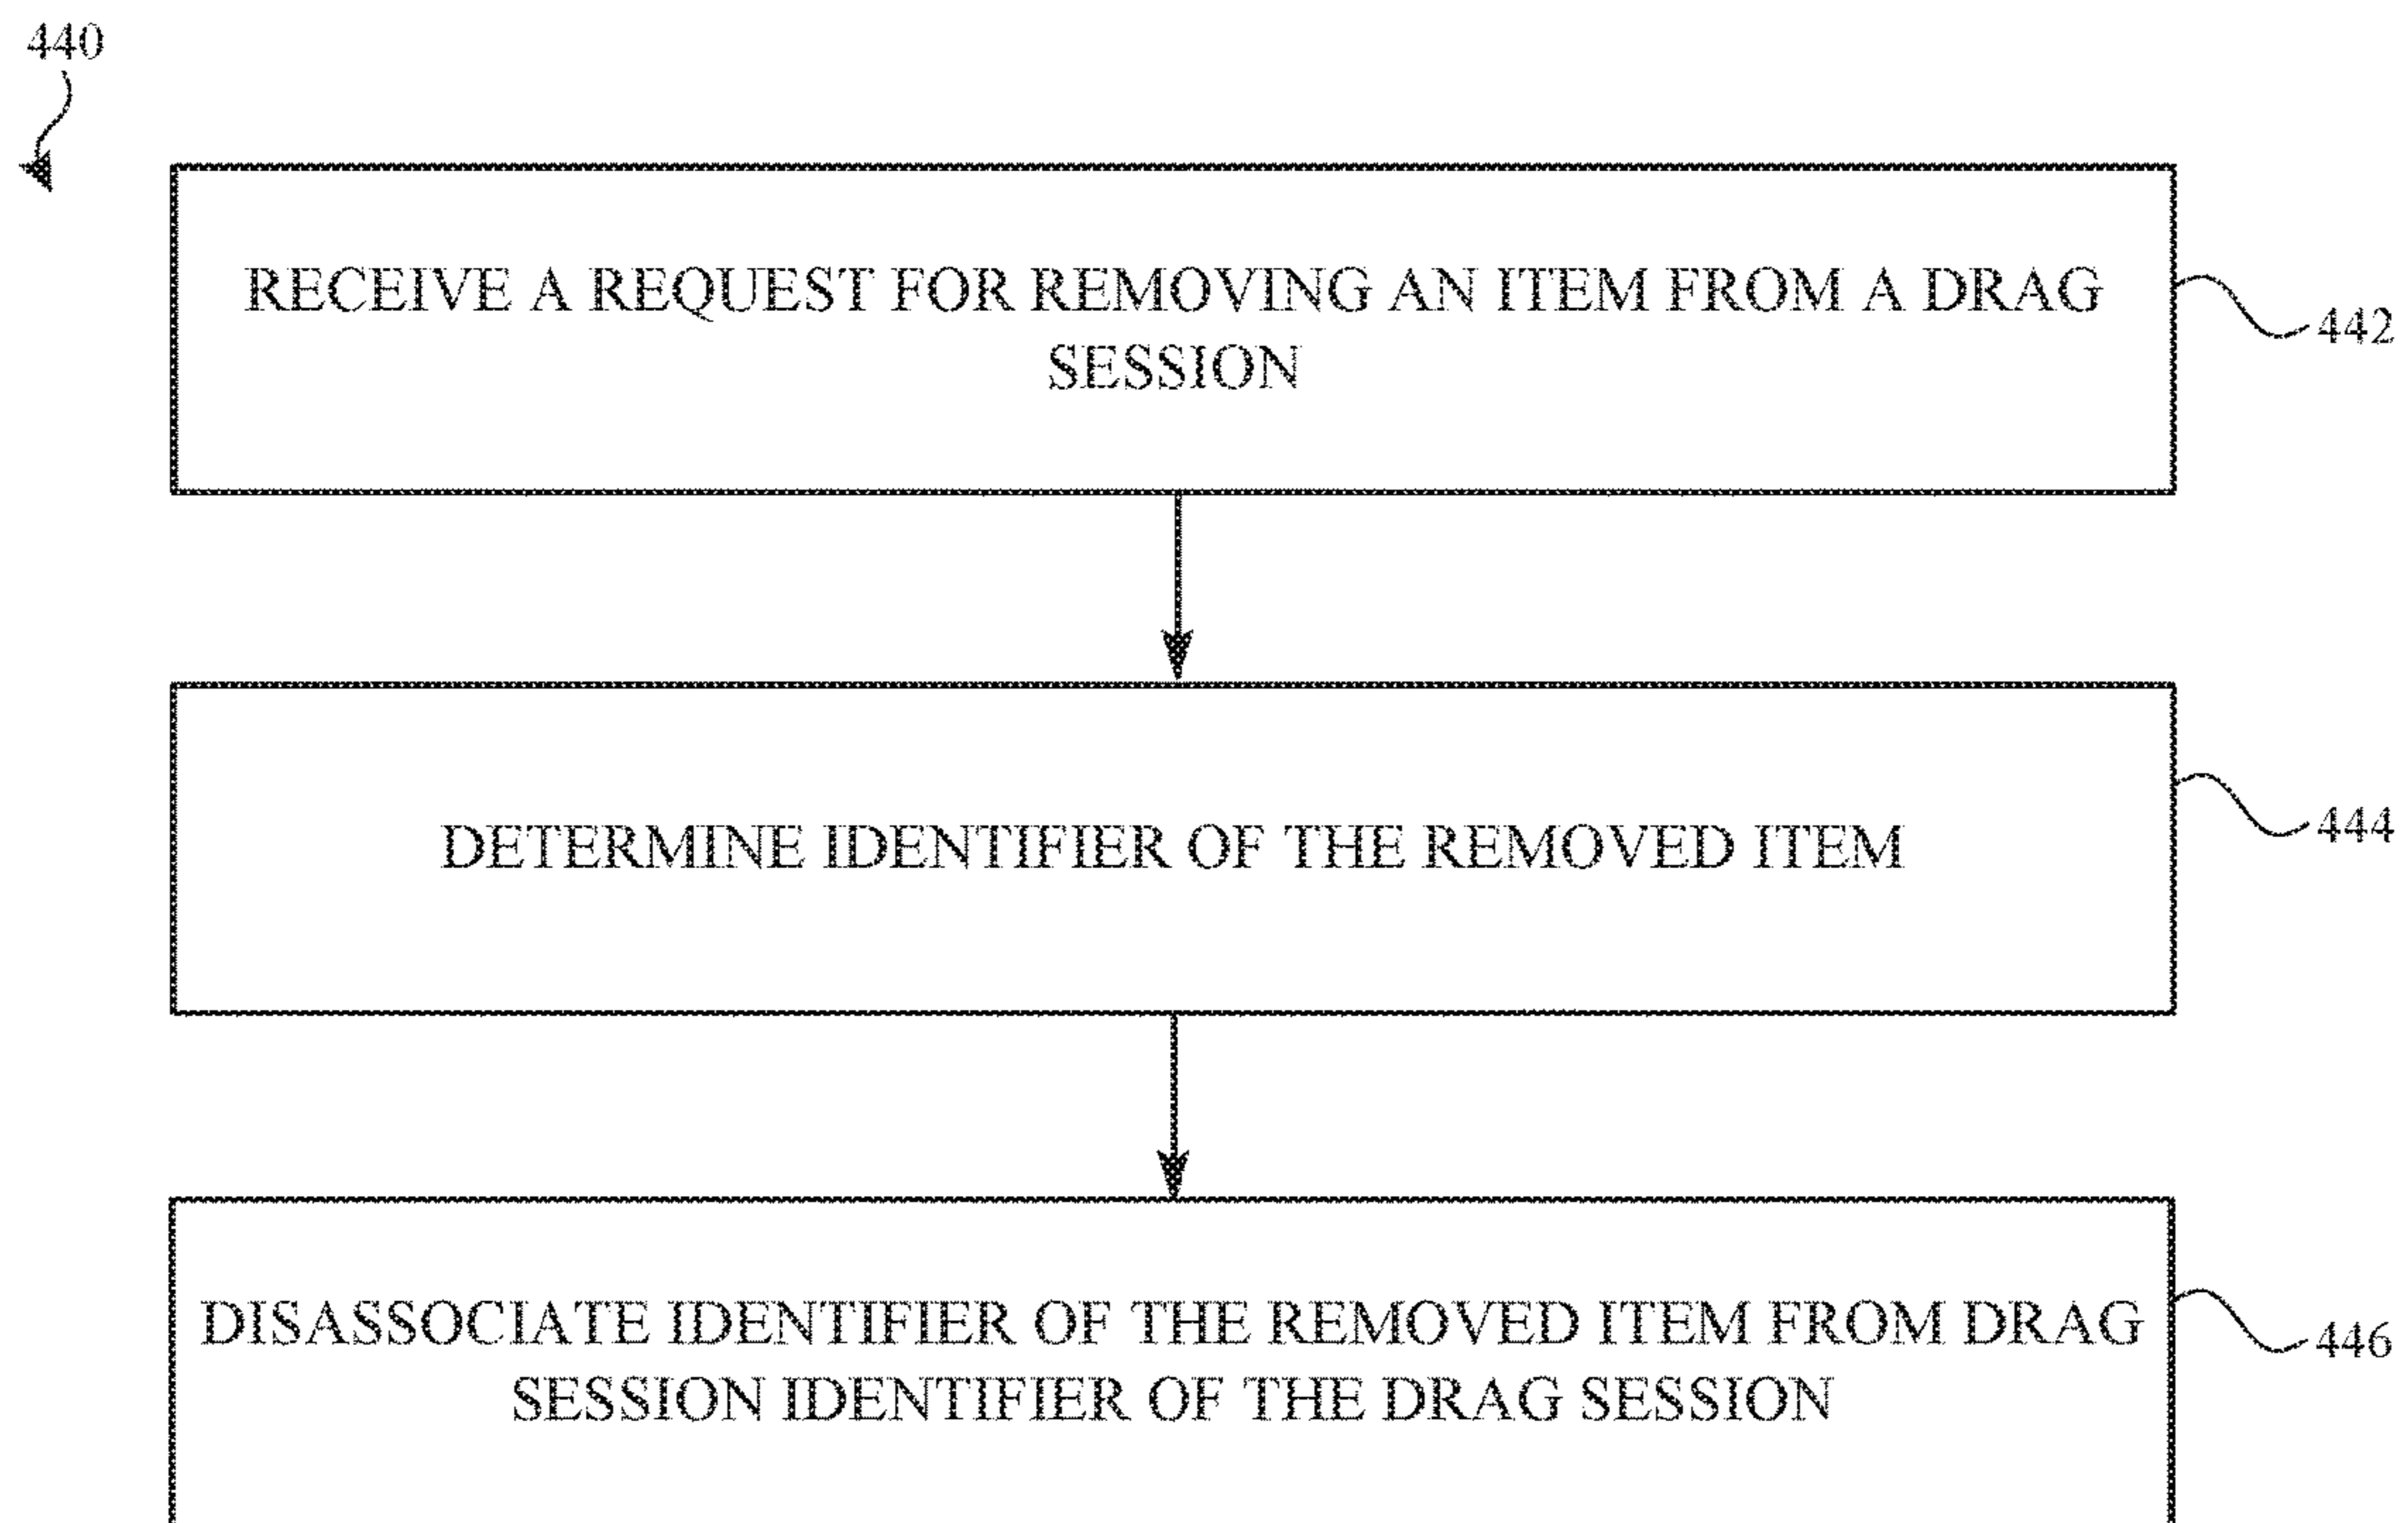 440
RECEIVE A REQUEST FOR REMOVING AN ITEM FROM A DRAG
SESSION
442
DETERMINE IDENTIFIER OF THE REMOVED ITEM
444
DISASSOCIATE IDENTIFIER OF THE REMOVED ITEM FROM DRAG
SESSION IDENTIFIER OF THE DRAG SESSION
446